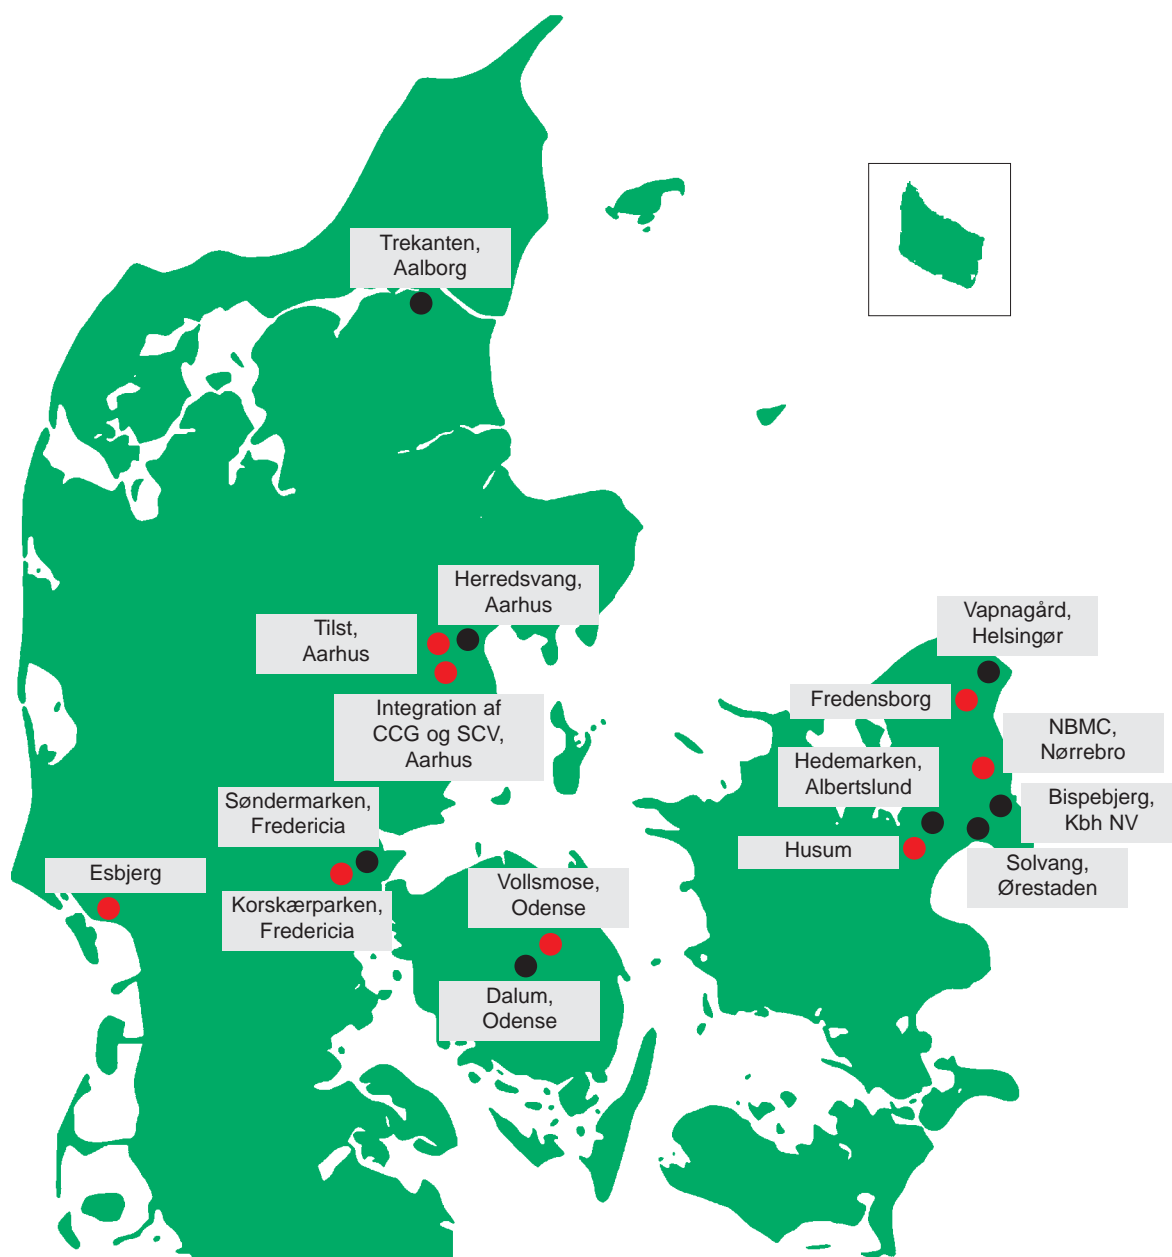 Trekanten,
Aalborg
Herredsvang,
Aarhus
Tilst,
Aarhus
Integration af
CCG og SCV,
Aarhus
Vapnagård,
Helsingør
Fredensborg
NBMC,
Nørrebro
Hedemarken,
Albertslund
Bispebjerg,
Kbh NV
Husum
Solvang,
Ørestaden
Søndermarken,
Fredericia
Esbjerg
Korskærparken,
Fredericia
Vollsmose,
Odense
Dalum,
Odense